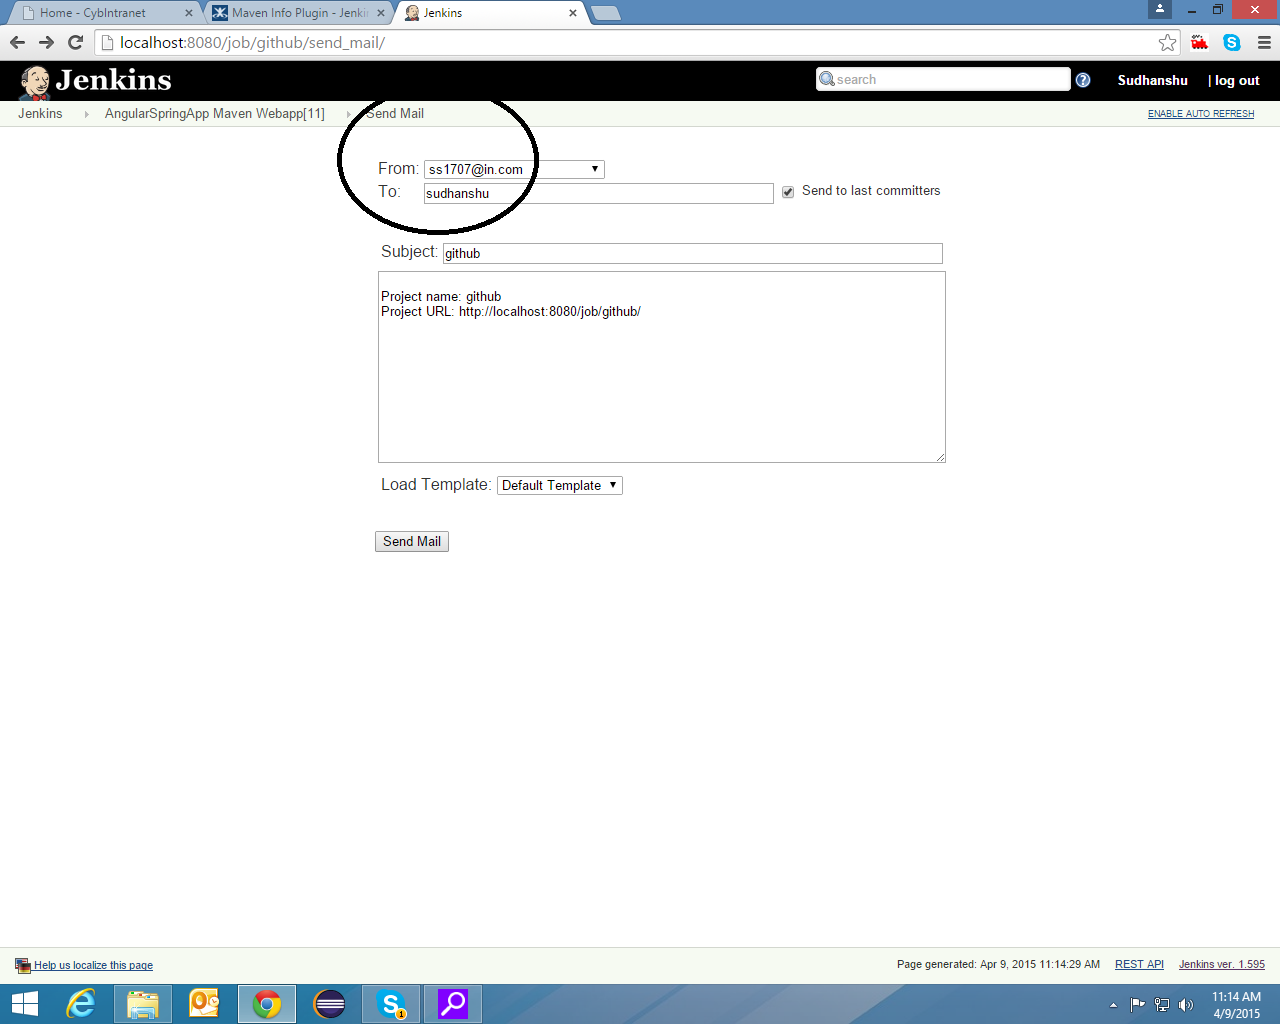 Home - CybIntranet
Maven Info Plugin - Jenki
Jenkins
localhost:8080/job/github/send_mail/
Jenkins
search
Sudhanshu
| log out
Jenkins
AngularSpringApp Maven Webapp[11]
Send Mail
ENABLE AUTO REFRESH
From: ss1707@in.com
To: sudhanshu
Send to last committers
Subject: github
Project name: github
Project URL: http://localhost:8080/job/github/
Load Template: Default Template
Send Mail
Help us localize this page
Page generated: Apr 9, 2015 11:14:29 AM
REST API
Jenkins ver. 1.595
1
11:14 AM
4/9/2015